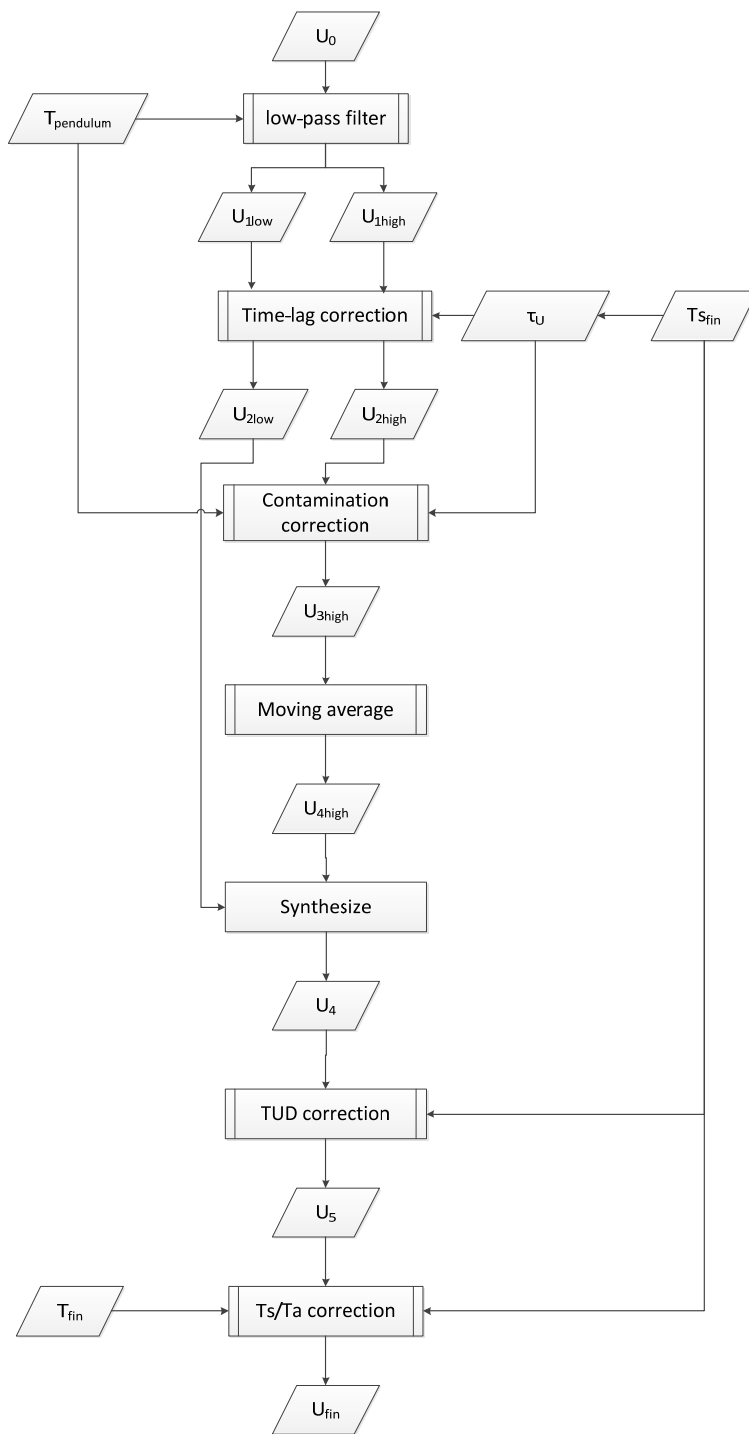 U0
Tpendulum
low-pass filter
U1low
U1high
Time-lag correction
τU
Tsfin
U2low
U2high
Contamination
correction
U3high
Moving average
U4high
Synthesize
U4
TUD correction
U5
Tfin
Ts/Ta correction
Ufin